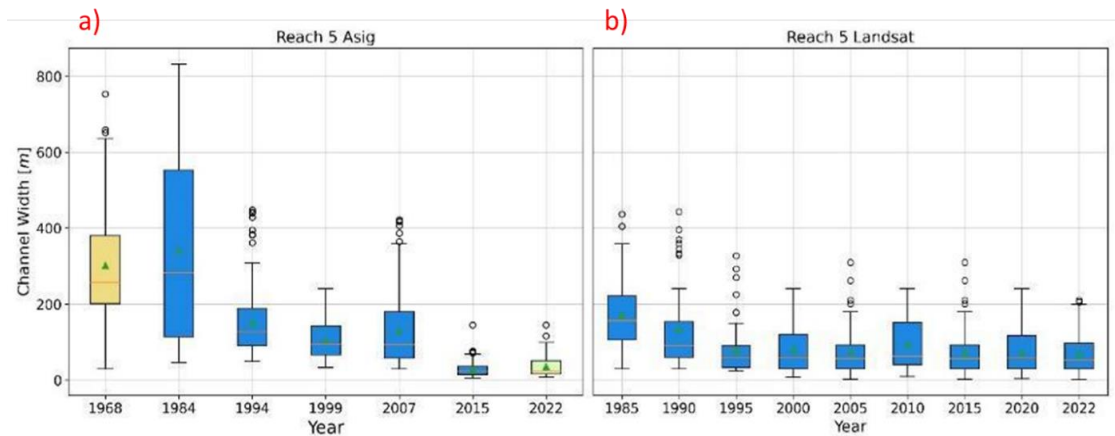 a)
b)
Reach 5 Asig
Reach 5 Landsat
Channel Width [m]
800
600
400
200
0
1968 1984 1994 1999 2007 2015 2022
1985 1990 1995 2000 2005 2010 2015 2020 2022
Year
Year